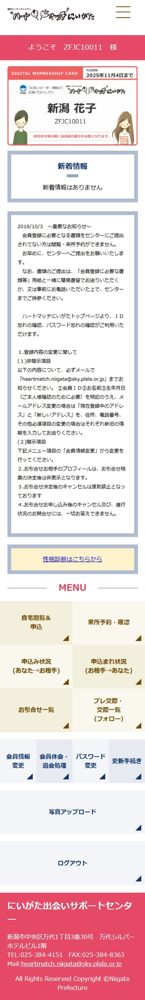 婚活マッチングシステム
ハートマッチにいがた
ようこそ　ZFJC10011　様
DIGITAL MEMBERSHIP CARD
有効期限
2025年11月4日まで
新潟県
「出会いの一歩・縁結び」
応援プロジェクト
婚活マッチングシステム
ハートマッチにいがた
新潟 花子
ZFJC10011
お引合せ等の際に会員証の提示が必要となります。
新着情報
新着情報はありません
2016/10/3　～重要なお知らせ～
　会員登録に必要となる書類をセンターにご提出
されてない方は閲覧・来所予約ができません。
　お早めに、センターへご提出をお願いいたしま
す。
　なお、書類のご提出は、「会員登録に必要な書
類等」用紙と一緒に簡易書留でお送りいただく
か、又は事前にお電話いただいた上で、センター
までご持参ください。
　ハートマッチにいがたトップページより、ＩＤ
忘れの確認、パスワード忘れの確認がご利用いた
だけます。
１.登録内容の変更に関して
(１)非開示項目
以下の内容について、必ずメールで
「heartmatch.niigata@sky.plala.or.jp」までお
知らせください。 ①会員ＩＤ②お名前③生年月日
（ご本人様確認のために必要）を明記のうえ、メ
ールアドレス変更の場合は「現在登録中のアドレ
ス」と「新しいアドレス」を、住所、電話番号、
その他必須項目の変更の場合はそれぞれ新旧の情
報を入力してお送りください。
(２)開示項目
下記メニュー項目の「会員情報変更」から変更を
行ってください。
２.お引合せお相手のプロフィールは、お引合せ結
果の決定後は非表示となります。
３.お引合せ決定後のキャンセルは原則禁止となっ
ております
４.お引合せお申し込み後のキャンセル及び、進行
状況のお問合せには、一切お答えできません。
性格診断はこちらから
MENU
自宅閲覧＆
申込
来所予約・確認
申込み状況
(あなた→お相手)
申込まれ状況
(お相手→あなた)
お引合せ一覧
プレ交際・
交際一覧
(フォロー)
会員情報
変更
会員休会・
退会処理
パスワード
変更
更新手続き
写真アップロード
ログアウト
にいがた出会いサポートセンタ
ー
新潟市中央区万代1丁目3番30号　万代シルバー
ホテルビル1階
TEL:025-384-4151　FAX:025-384-8363
Mail:heartmatch.niigata@sky.plala.or.jp
All Rights Reserved Copyright ©Niigata
Prefecture